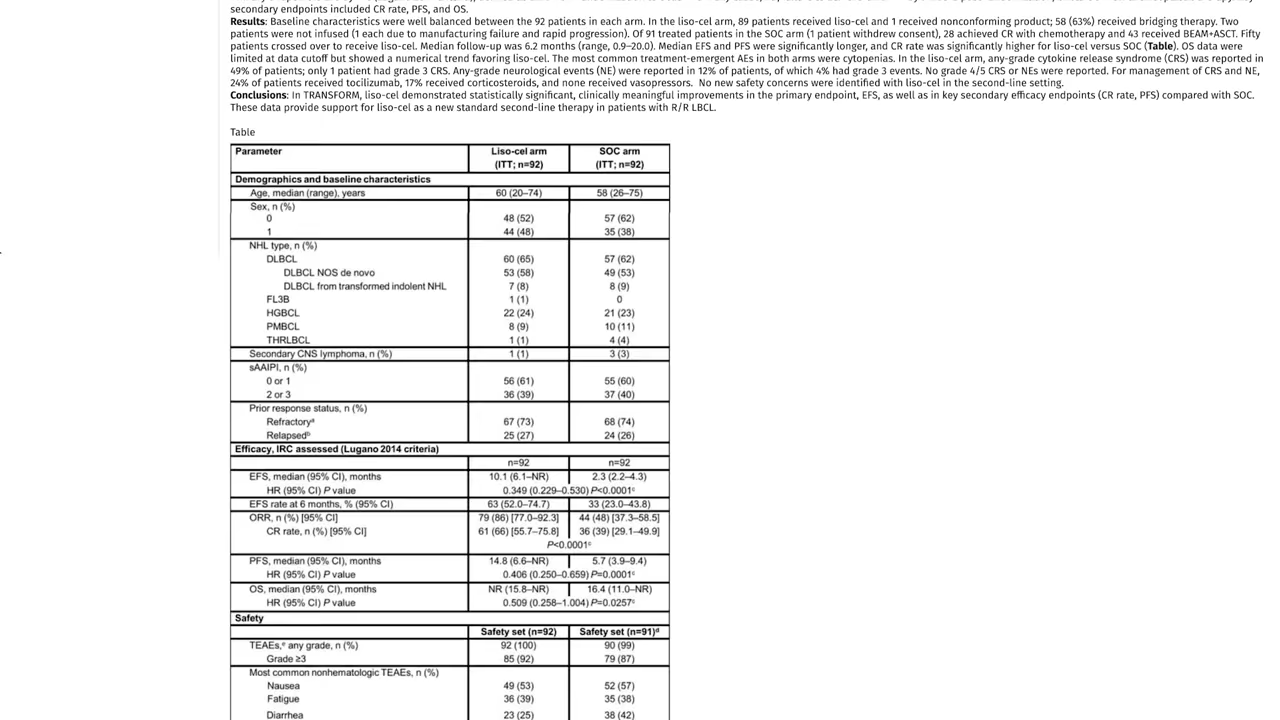 secondary endpoints included CR rate, PFS, and OS.
Results: Baseline characteristics were well balanced between the 92 patients in each arm. In the liso-cel arm, 89 patients received liso-cel and 1 received nonconforming product; 58 (63%) received bridging therapy. Two
patients were not infused (1 each due to manufacturing failure and rapid progression). Of 91 treated patients in the SOC arm (1 patient withdrew consent), 28 achieved CR with chemotherapy and 43 received BEAM+ASCT. Fifty
patients crossed over to receive liso-cel. Median follow-up was 6.2 months (range, 0.9–20.0). Median EFS and PFS were significantly longer, and CR rate was significantly higher for liso-cel versus SOC (Table). OS data were
limited at data cutoff but showed a numerical trend favoring liso-cel. The most common treatment-emergent AEs in both arms were cytopenias. In the liso-cel arm, any-grade cytokine release syndrome (CRS) was reported in
49% of patients; only 1 patient had grade 3 CRS. Any-grade neurological events (NE) were reported in 12% of patients, of which 4% had grade 3 events. No grade 4/5 CRS or NEs were reported. For management of CRS and NE,
24% of patients received tocilizumab, 17% received corticosteroids, and none received vasopressors. No new safety concerns were identified with liso-cel in the second-line setting.
Conclusions: In TRANSFORM, liso-cel demonstrated statistically significant, clinically meaningful improvements in the primary endpoint, EFS, as well as in key secondary efficacy endpoints (CR rate, PFS) compared with SOC.
These data provide support for liso-cel as a new standard second-line therapy in patients with R/R LBCL.
Table
Parameter Liso-cel arm SOC arm
(ITT; n=92) (ITT; n=92)
Demographics and baseline characteristics
Age, median (range), years 60 (20–74) 58 (26–75)
Sex, n (%)
0 48 (52) 57 (62)
1 44 (48) 35 (38)
NHL type, n (%)
DLBCL 60 (65) 57 (62)
DLBCL NOS de novo 53 (58) 49 (53)
DLBCL from transformed indolent NHL 7 (8) 8 (9)
FL3B 1 (1) 0
HGBCL 22 (24) 21 (23)
PMBCL 8 (9) 10 (11)
THRLBCL 1 (1) 4 (4)
Secondary CNS lymphoma, n (%) 1 (1) 3 (3)
sAAIPI, n (%)
0 or 1 56 (61) 55 (60)
2 or 3 36 (39) 37 (40)
Prior response status, n (%)
Refractoryᵃ 67 (73) 68 (74)
Relapsedᵇ 25 (27) 24 (26)
Efficacy, IRC assessed (Lugano 2014 criteria)
n=92 n=92
EFS, median (95% CI), months 10.1 (6.1–NR) 2.3 (2.2–4.3)
HR (95% CI) P value 0.349 (0.229–0.530) P<0.0001ᶜ
EFS rate at 6 months, % (95% CI) 63 (52.0–74.7) 33 (23.0–43.8)
ORR, n (%) [95% CI] 79 (86) [77.0–92.3] 44 (48) [37.3–58.5]
CR rate, n (%) [95% CI] 61 (66) [55.7–75.8] 36 (39) [29.1–49.9]
P<0.0001ᶜ
PFS, median (95% CI), months 14.8 (6.6–NR) 5.7 (3.9–9.4)
HR (95% CI) P value 0.406 (0.250–0.659) P=0.0001ᶜ
OS, median (95% CI), months NR (15.8–NR) 16.4 (11.0–NR)
HR (95% CI) P value 0.509 (0.258–1.004) P=0.0257ᶜ
Safety
Safety set (n=92) Safety set (n=91)ᵈ
TEAEs,ᵉ any grade, n (%) 92 (100) 90 (99)
Grade ≥3 85 (92) 79 (87)
Most common nonhematologic TEAEs, n (%)
Nausea 49 (53) 52 (57)
Fatigue 36 (39) 35 (38)
Diarrhea 23 (25) 38 (42)